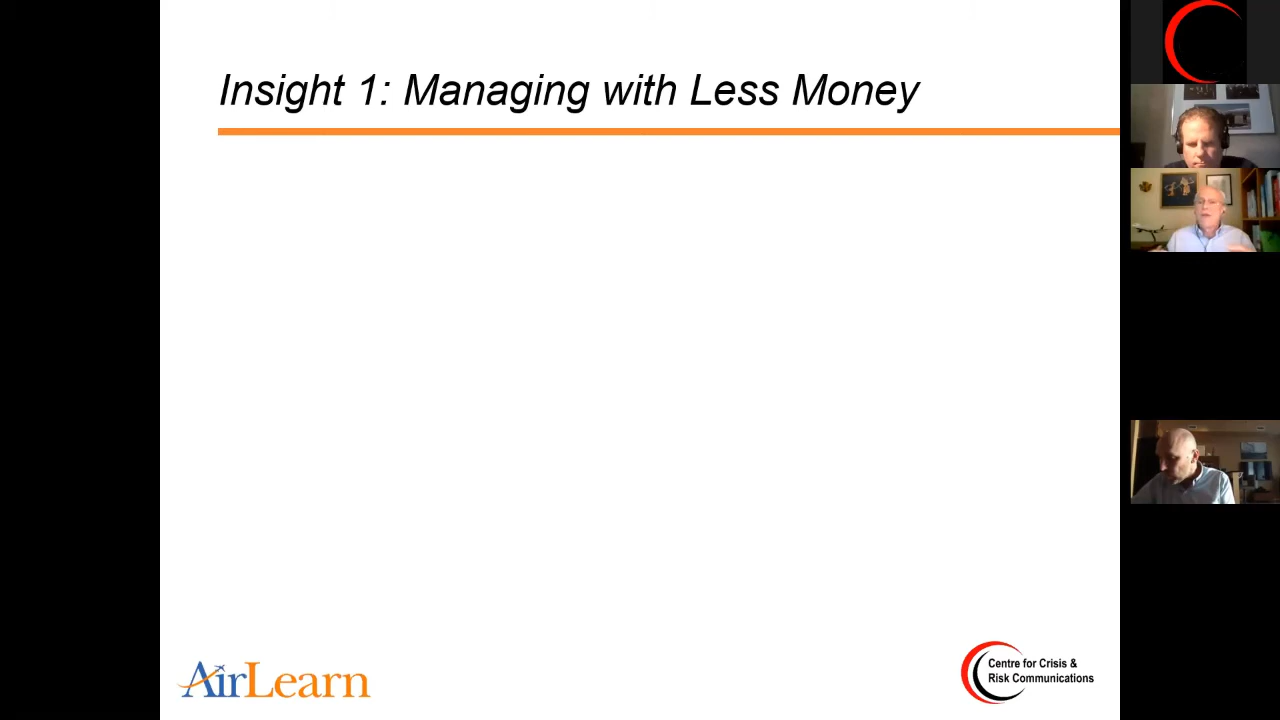 Insight 1: Managing with Less Money
AirLearn
Centre for Crisis &
Risk Communications